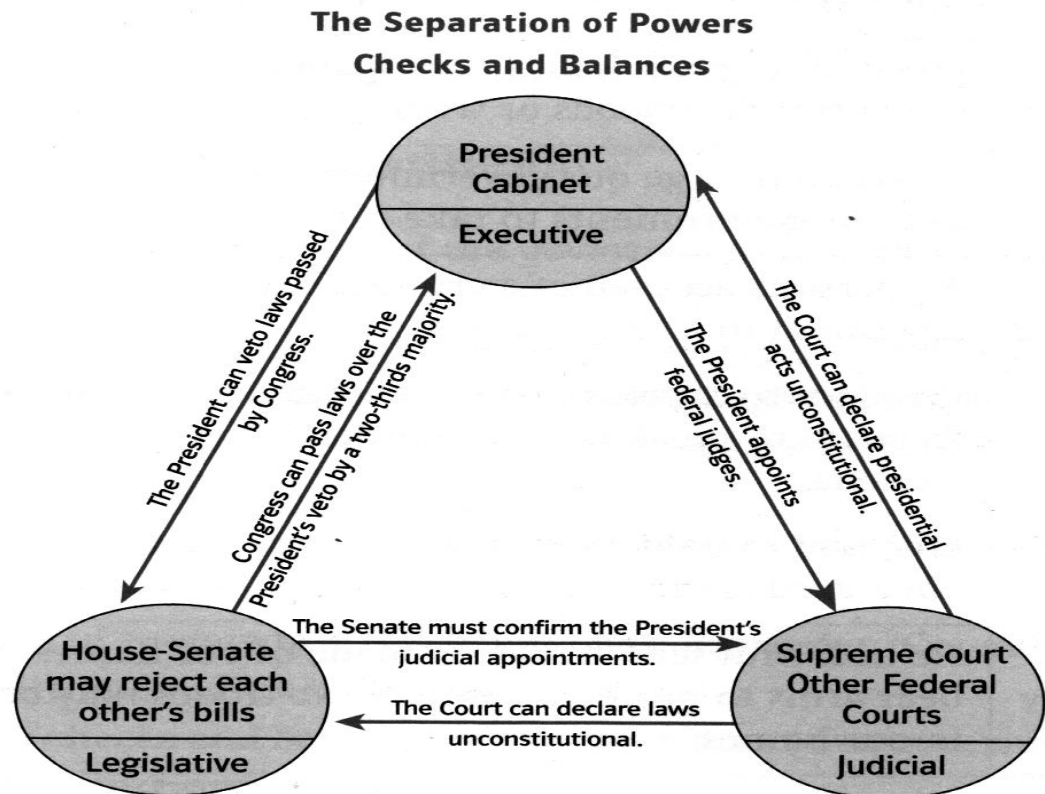 The Separation of Powers
Checks and Balances
President
Cabinet
Executive
The President can veto laws passed
by Congress.
Congress can pass laws over the
President's veto by a two-thirds majority.
The President appoints
federal judges.
The Court can declare presidential
acts unconstitutional.
House-Senate
may reject each
other's bills
Legislative
The Senate must confirm the President's
judicial appointments.
The Court can declare laws
unconstitutional.
Supreme Court
Other Federal
Courts
Judicial